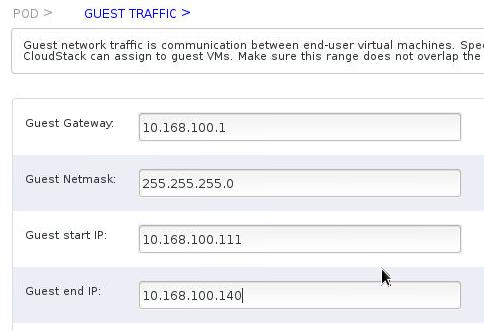 POD > GUEST TRAFFIC >
Guest network traffic is communication between end-user virtual machines.
CloudStack can assign to guest VMs. Make sure this range does not overlap the
Guest Gateway: 10.168.100.1
Guest Netmask: 255.255.255.0
Guest start IP: 10.168.100.111
Guest end IP: 10.168.100.140